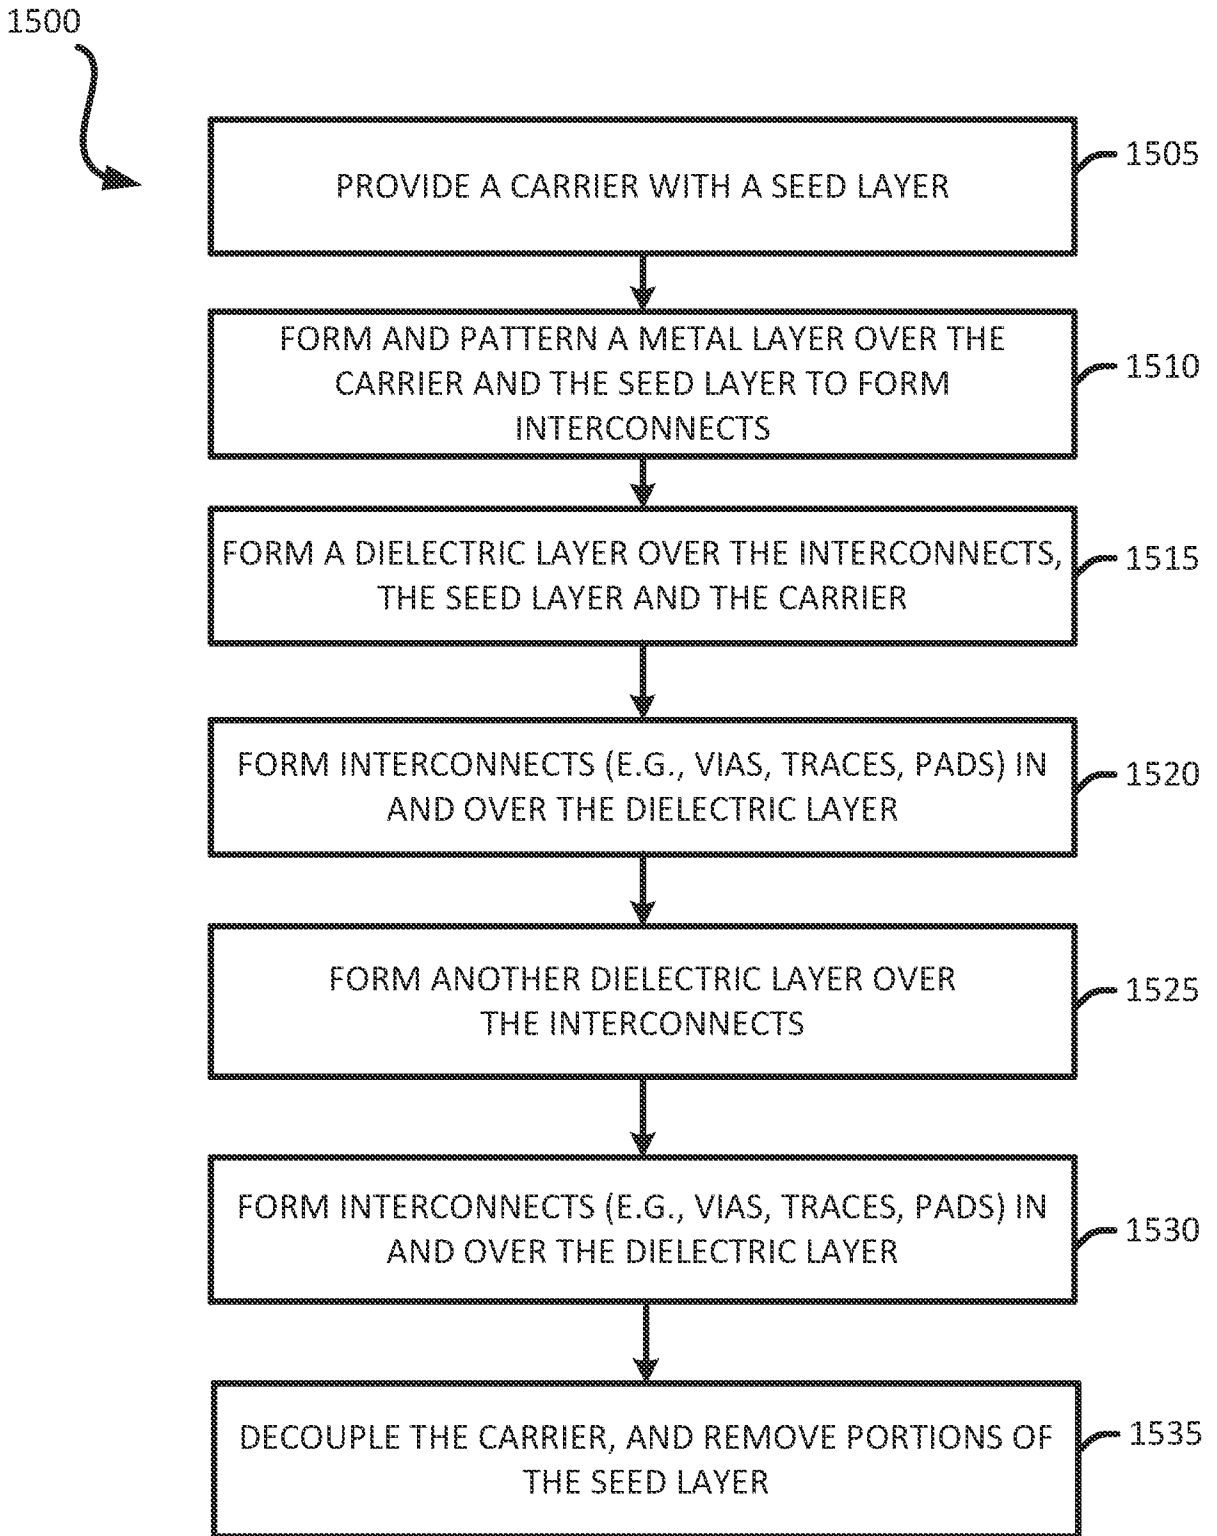 1500
PROVIDE A CARRIER WITH A SEED LAYER
1505
FORM AND PATTERN A METAL LAYER OVER THE
CARRIER AND THE SEED LAYER TO FORM
INTERCONNECTS
1510
FORM A DIELECTRIC LAYER OVER THE INTERCONNECTS,
THE SEED LAYER AND THE CARRIER
1515
FORM INTERCONNECTS (E.G., VIAS, TRACES, PADS) IN
AND OVER THE DIELECTRIC LAYER
1520
FORM ANOTHER DIELECTRIC LAYER OVER
THE INTERCONNECTS
1525
FORM INTERCONNECTS (E.G., VIAS, TRACES, PADS) IN
AND OVER THE DIELECTRIC LAYER
1530
DECOUPLE THE CARRIER, AND REMOVE PORTIONS OF
THE SEED LAYER
1535